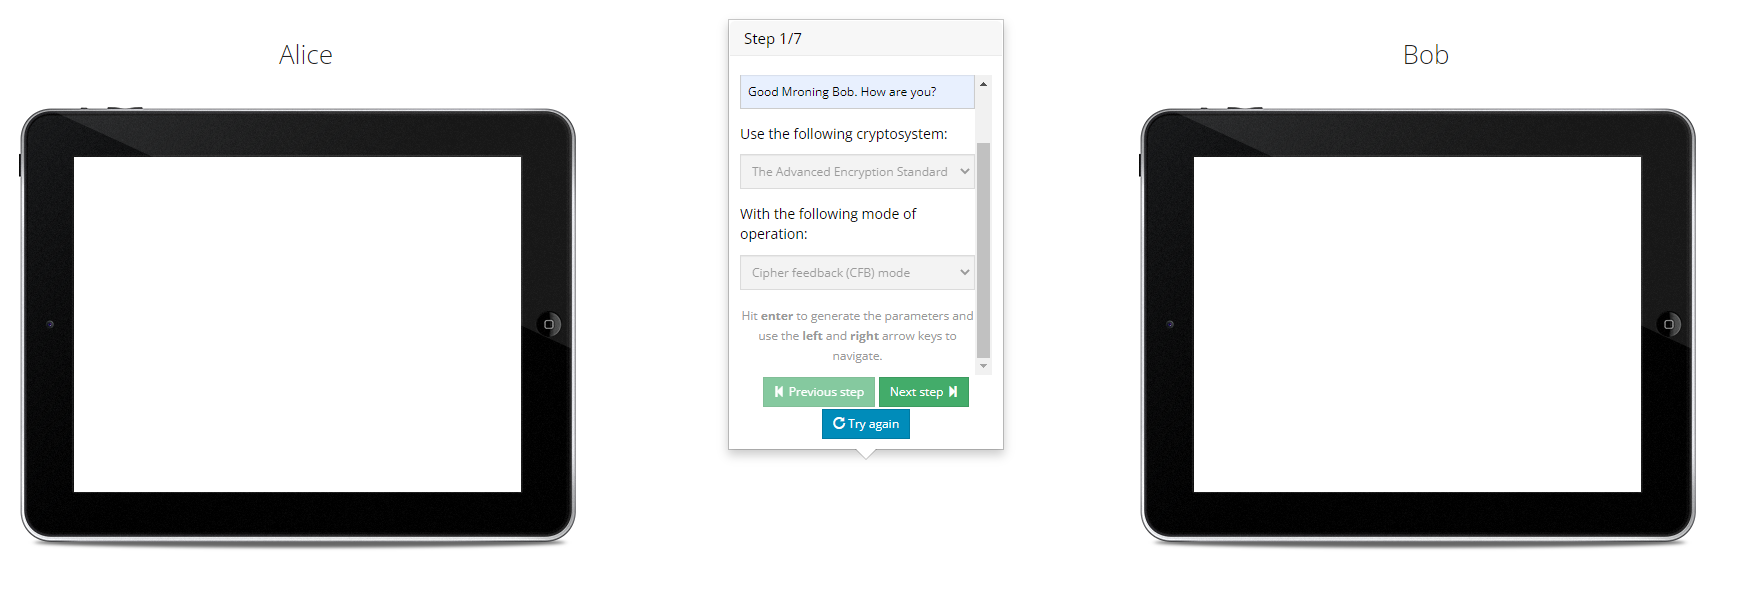 Alice
Step 1/7
Bob
Good Mroning Bob. How are you?
Use the following cryptosystem:
The Advanced Encryption Standard
With the following mode of
operation:
Cipher feedback (CFB) mode
Hit enter to generate the parameters and
use the left and right arrow keys to
navigate.
Previous step Next step
Try again